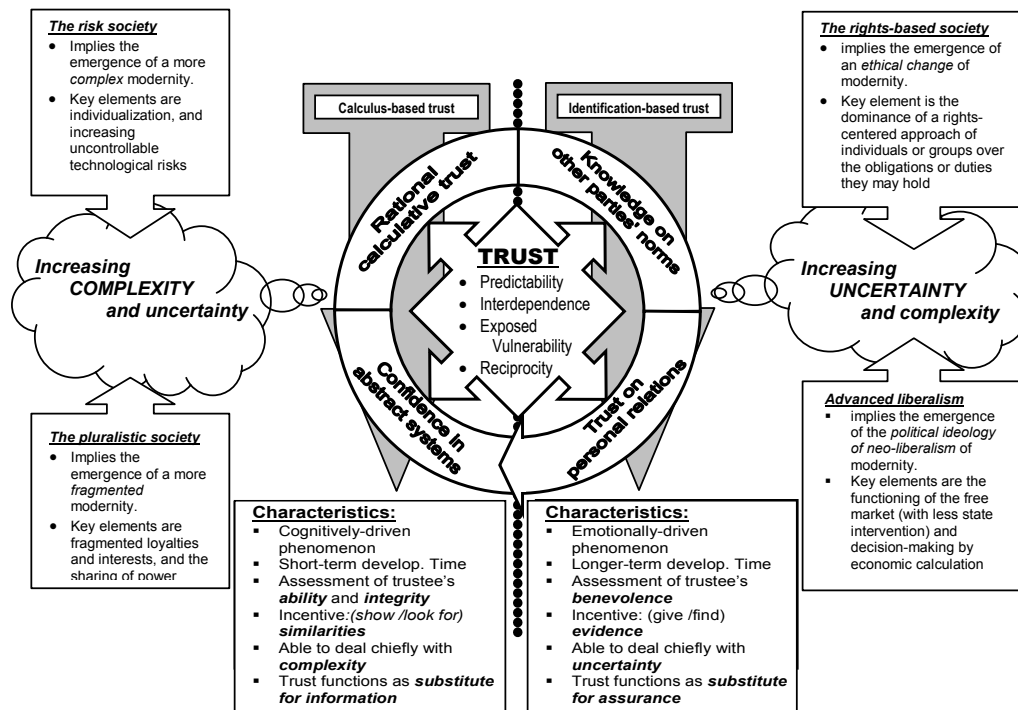 The risk society
• Implies the
emergence of a more
complex modernity.
• Key elements are
individualization, and
increasing
uncontrollable
technological risks
Increasing
COMPLEXITY
and uncertainty
The pluralistic society
• Implies the
emergence of a more
fragmented
modernity.
• Key elements are
fragmented loyalties
and interests, and the
sharing of power
Calculus-based trust
Identification-based trust
Rational
calculative trust
Knowledge on
other parties' norms
Confidence in
abstract systems
Trust on
personal relations
TRUST
• Predictability
• Interdependence
• Exposed
Vulnerability
• Reciprocity
Characteristics:
▪ Cognitively-driven
phenomenon
▪ Short-term develop. Time
▪ Assessment of trustee's
ability and integrity
▪ Incentive:(show /look for)
similarities
▪ Able to deal chiefly with
complexity
▪ Trust functions as substitute
for information
Characteristics:
▪ Emotionally-driven
phenomenon
▪ Longer-term develop. Time
▪ Assessment of trustee's
benevolence
▪ Incentive: (give /find)
evidence
▪ Able to deal chiefly with
uncertainty
▪ Trust functions as substitute
for assurance
The rights-based society
• implies the emergence of
an ethical change of
modernity.
• Key element is the
dominance of a rights-
centered approach of
individuals or groups over
the obligations or duties
they may hold
Increasing
UNCERTAINTY
and complexity
Advanced liberalism
▪ implies the emergence
of the political ideology
of neo-liberalism of
modernity.
▪ Key elements are the
functioning of the free
market (with less state
intervention) and
decision-making by
economic calculation